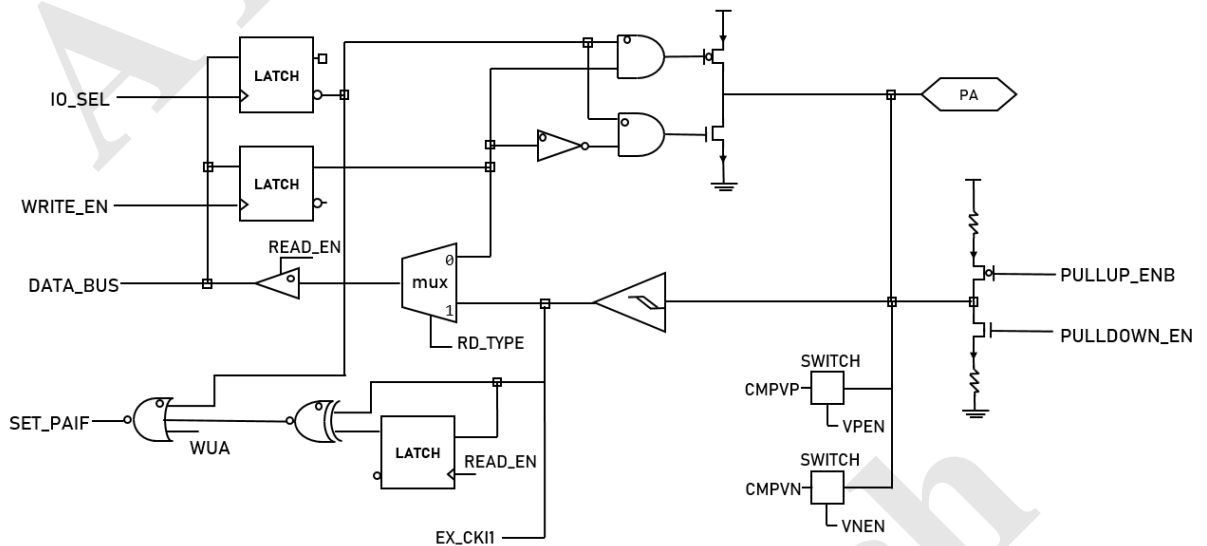 LATCH
IO_SEL
PA
LATCH
WRITE_EN
READ_EN
0
mux
DATA_BUS
PULLUP_ENB
1
RD_TYPE
PULLDOWN_EN
SWITCH
CMPVP
VPEN
SET_PAIF
WUA
LATCH
READ_EN
SWITCH
CMPVN
VNEN
EX_CKI1